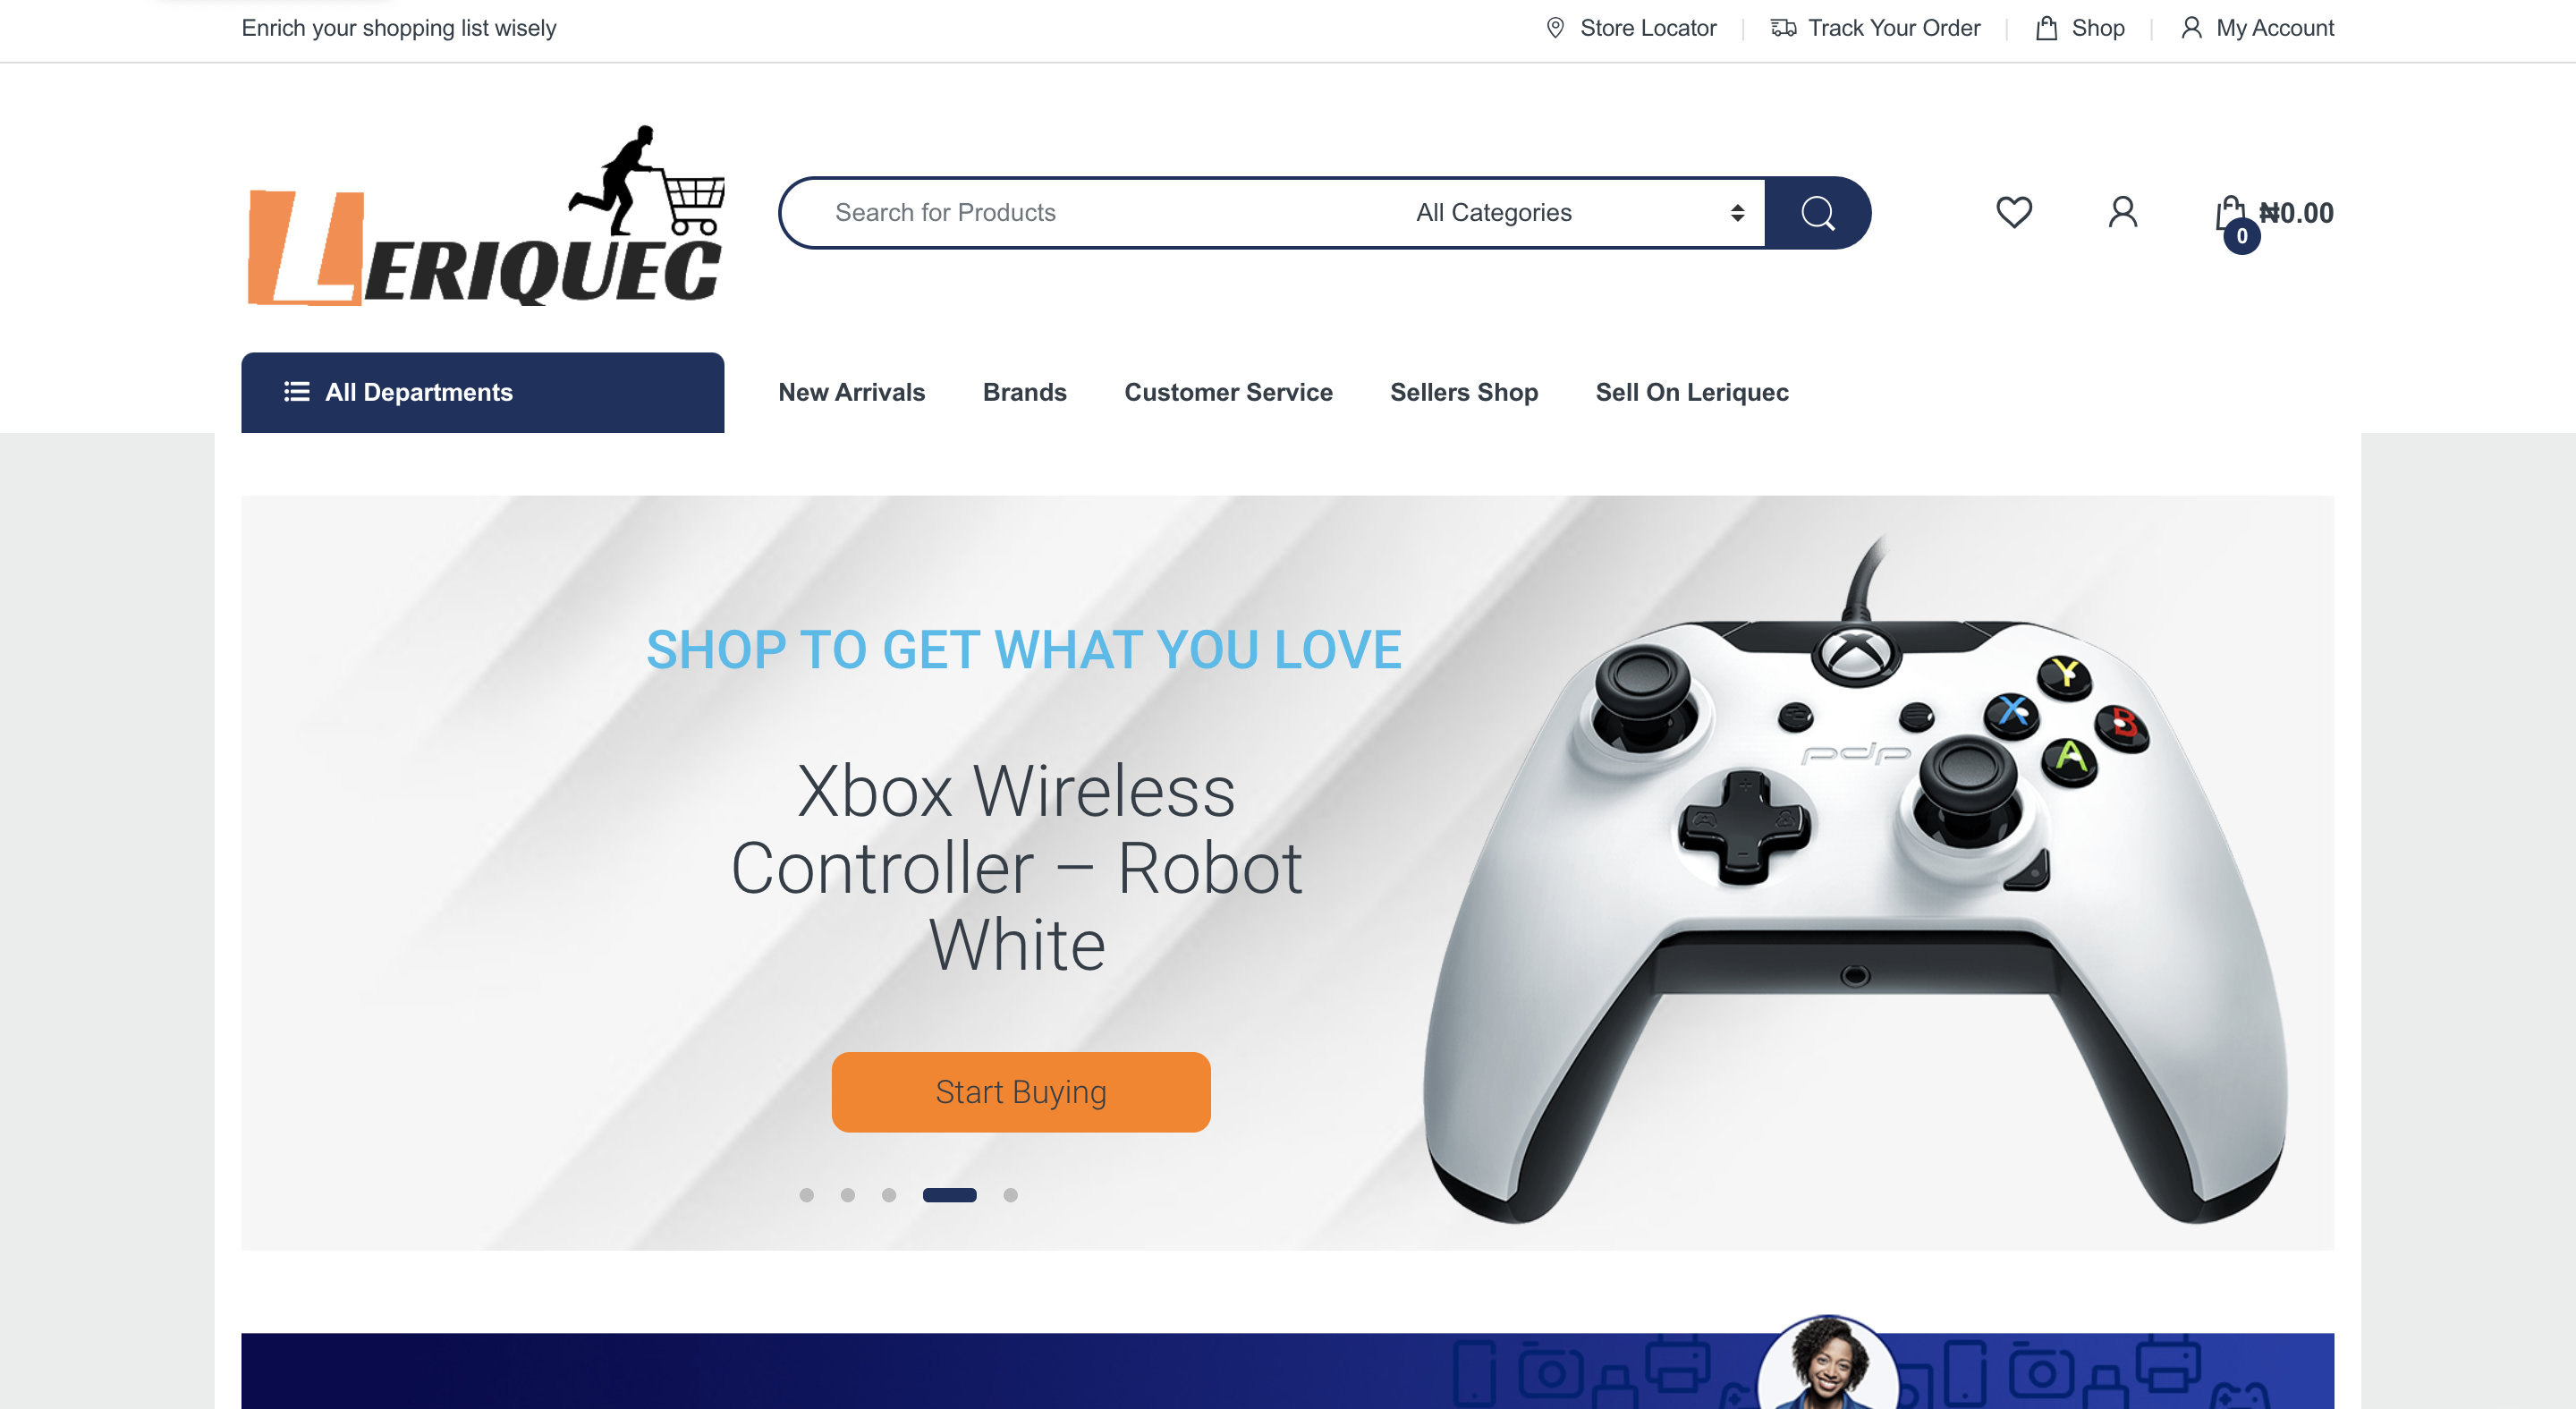 Enrich your shopping list wisely
Store Locator
Track Your Order
Shop
My Account
LERIQUEC
Search for Products
All Categories
0
₦0.00
All Departments
New Arrivals
Brands
Customer Service
Sellers Shop
Sell On Leriquec
SHOP TO GET WHAT YOU LOVE
Xbox Wireless
Controller – Robot
White
Start Buying
pdp
Y
X
B
A